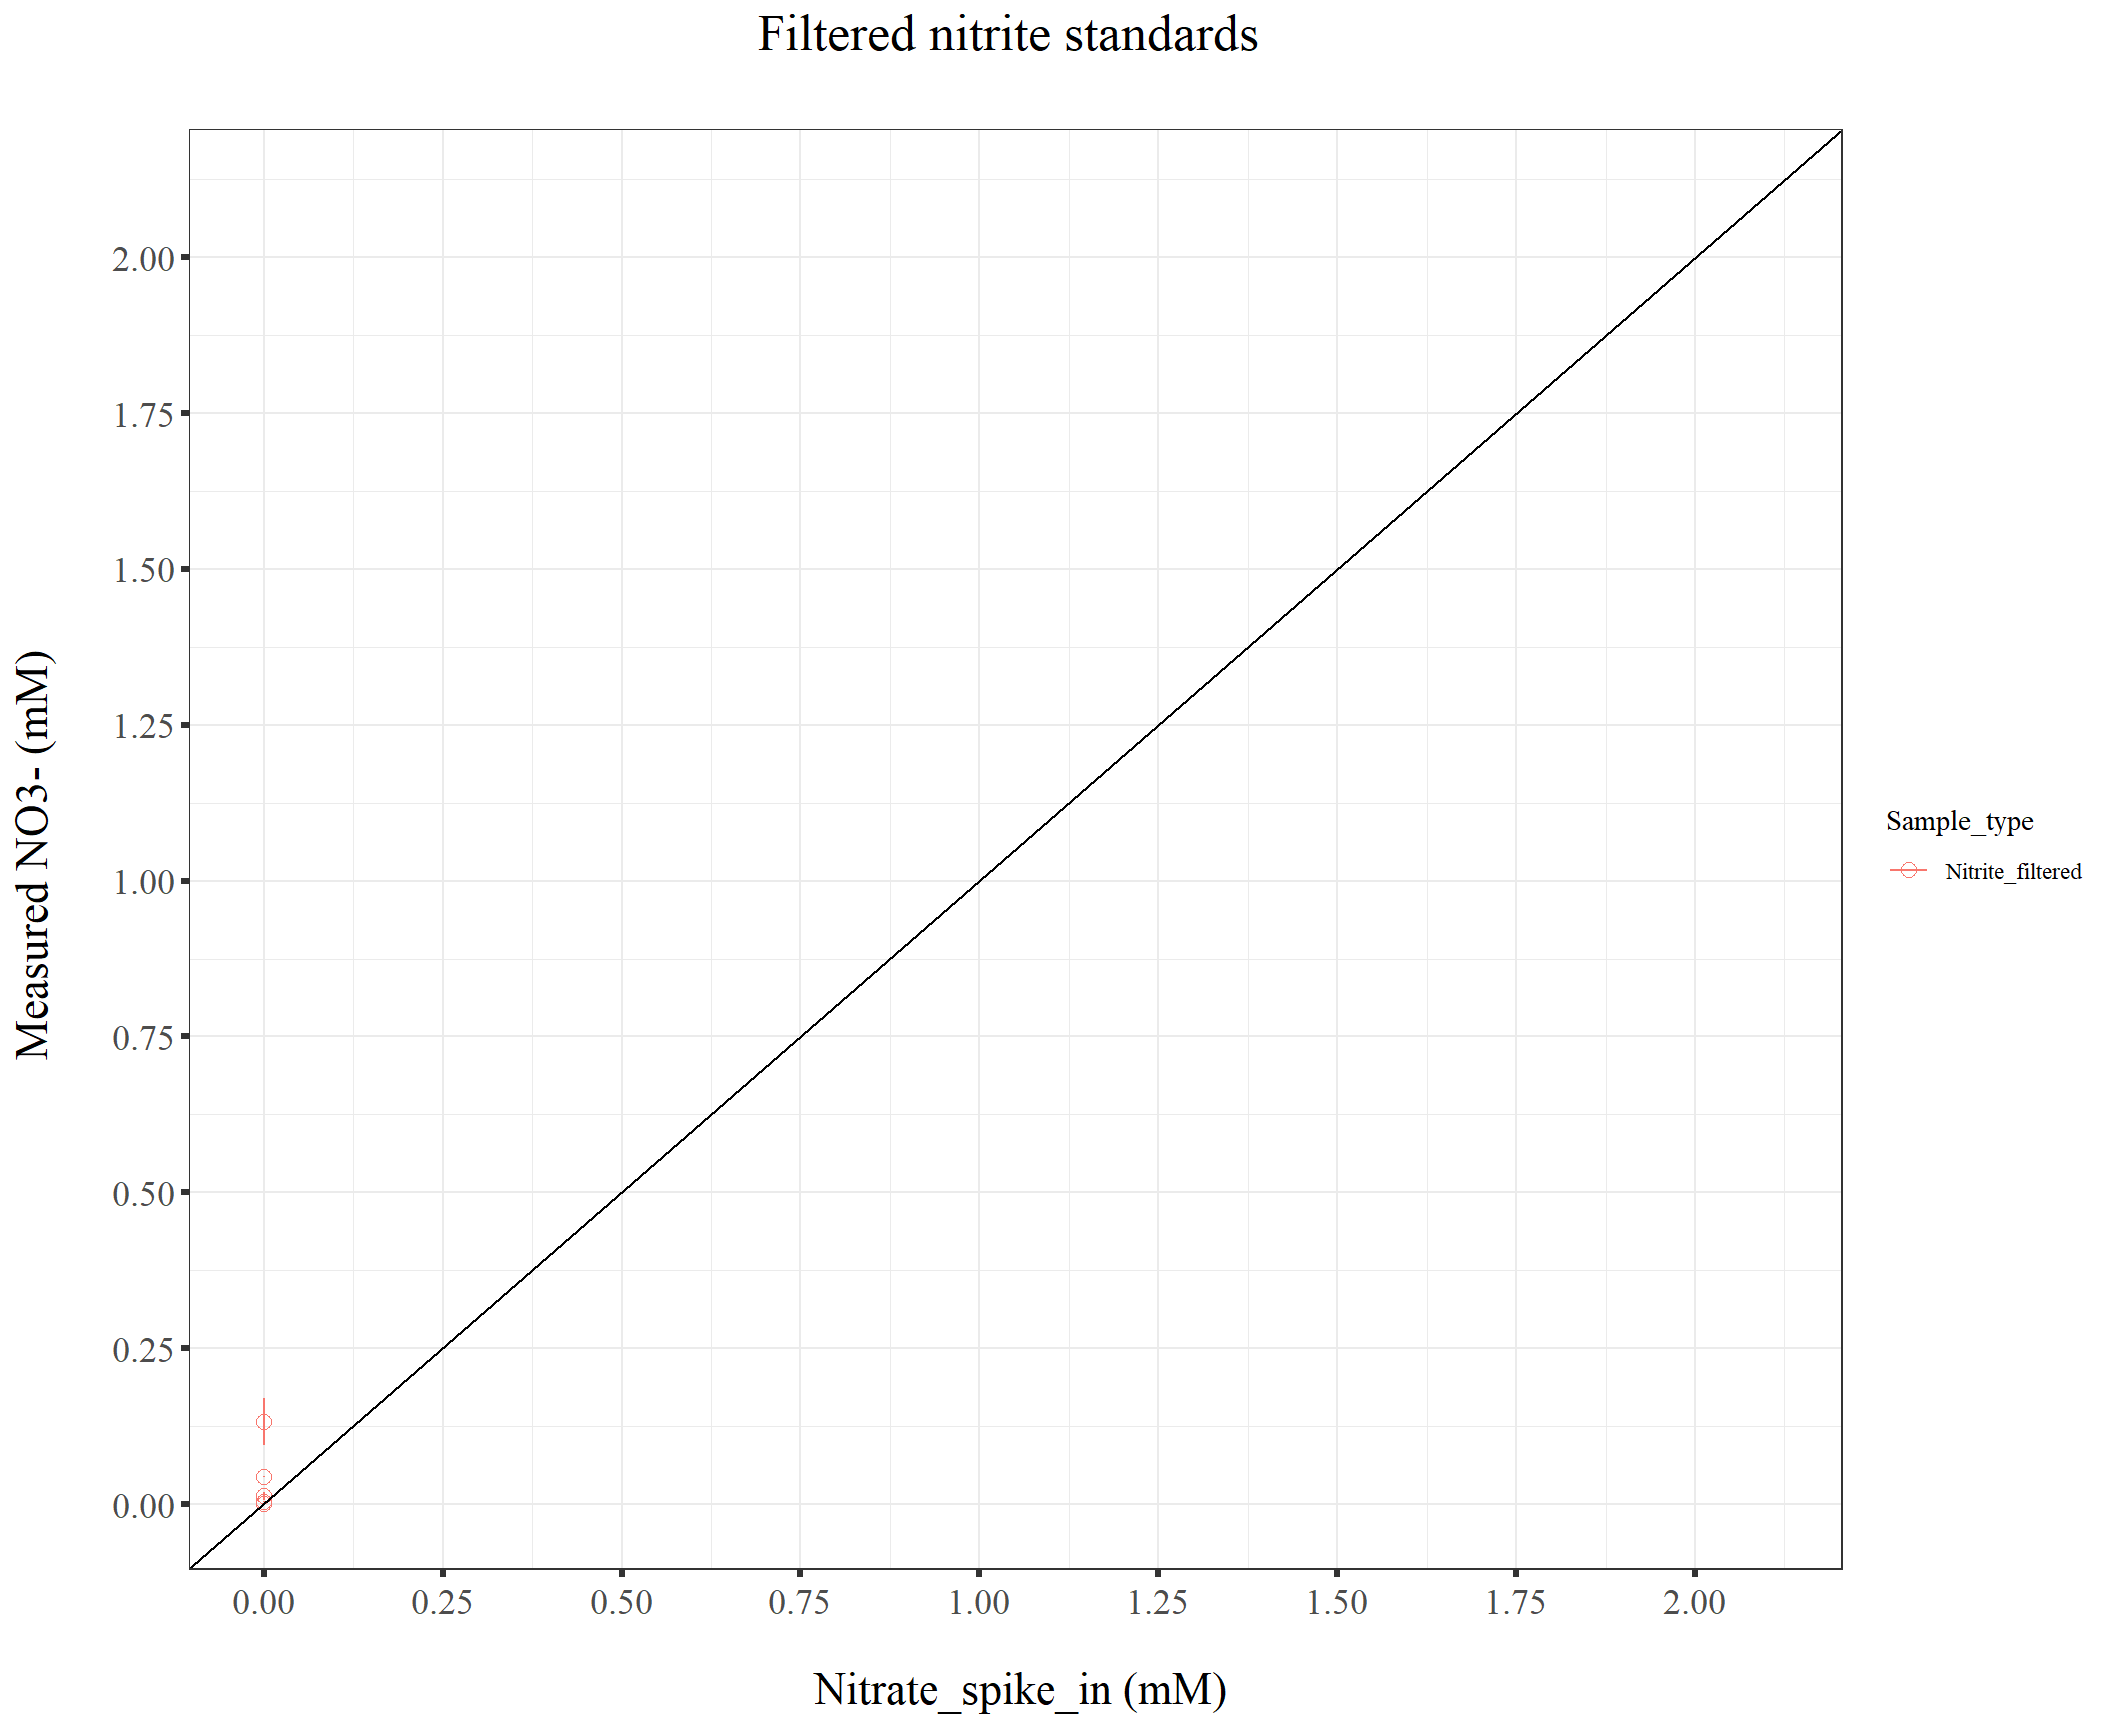 Filtered nitrite standards
Measured NO3- (mM)
2.00
1.75
1.50
1.25
1.00
0.75
0.50
0.25
0.00
0.00 0.25 0.50 0.75 1.00 1.25 1.50 1.75 2.00
Nitrate_spike_in (mM)
Sample_type
Nitrite_filtered